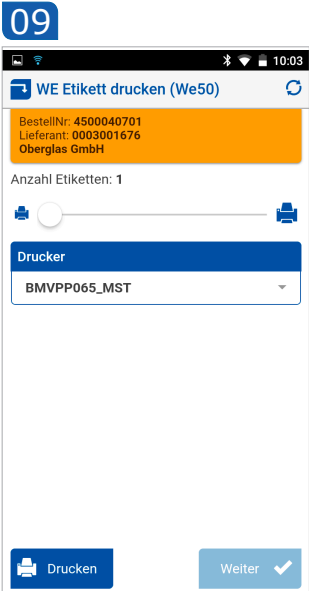 09
10:03
WE Etikett drucken (We50)
BestellNr: 4500040701
Lieferant: 0003001676
Oberglas GmbH
Anzahl Etiketten: 1
Drucker
BMVPP065_MST
Drucken
Weiter